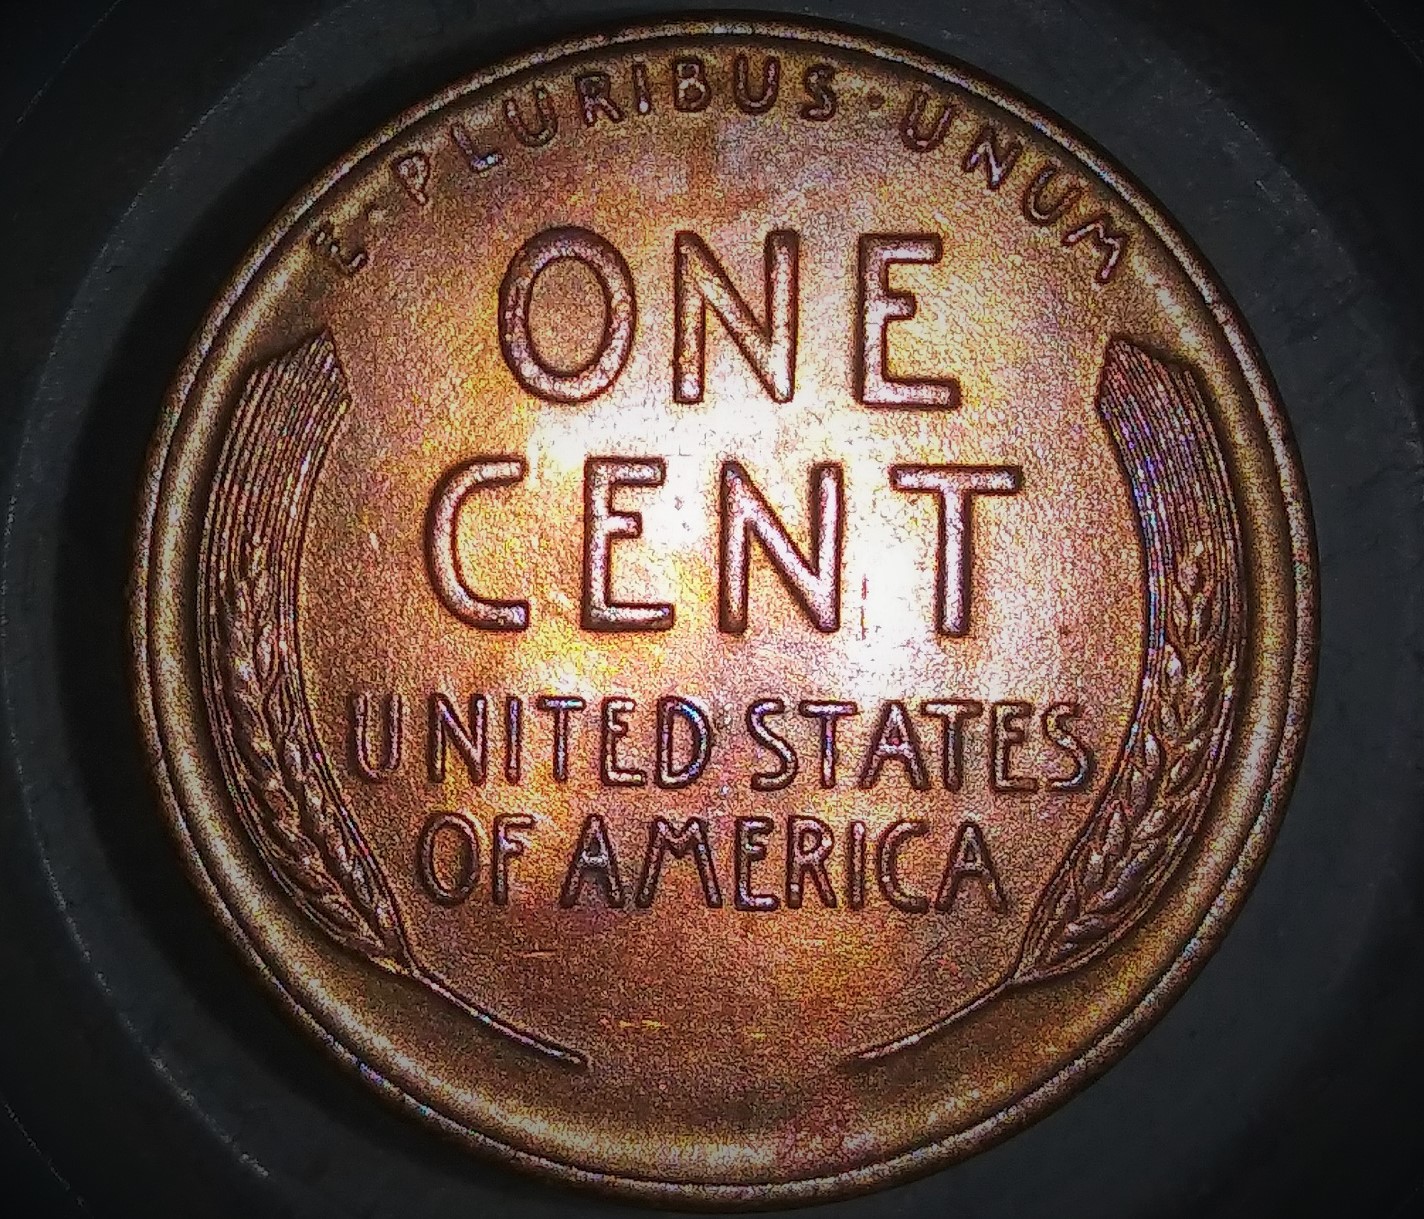 E·PLURIBUS·UNUM
ONE
CENT
UNITED STATES
OF AMERICA